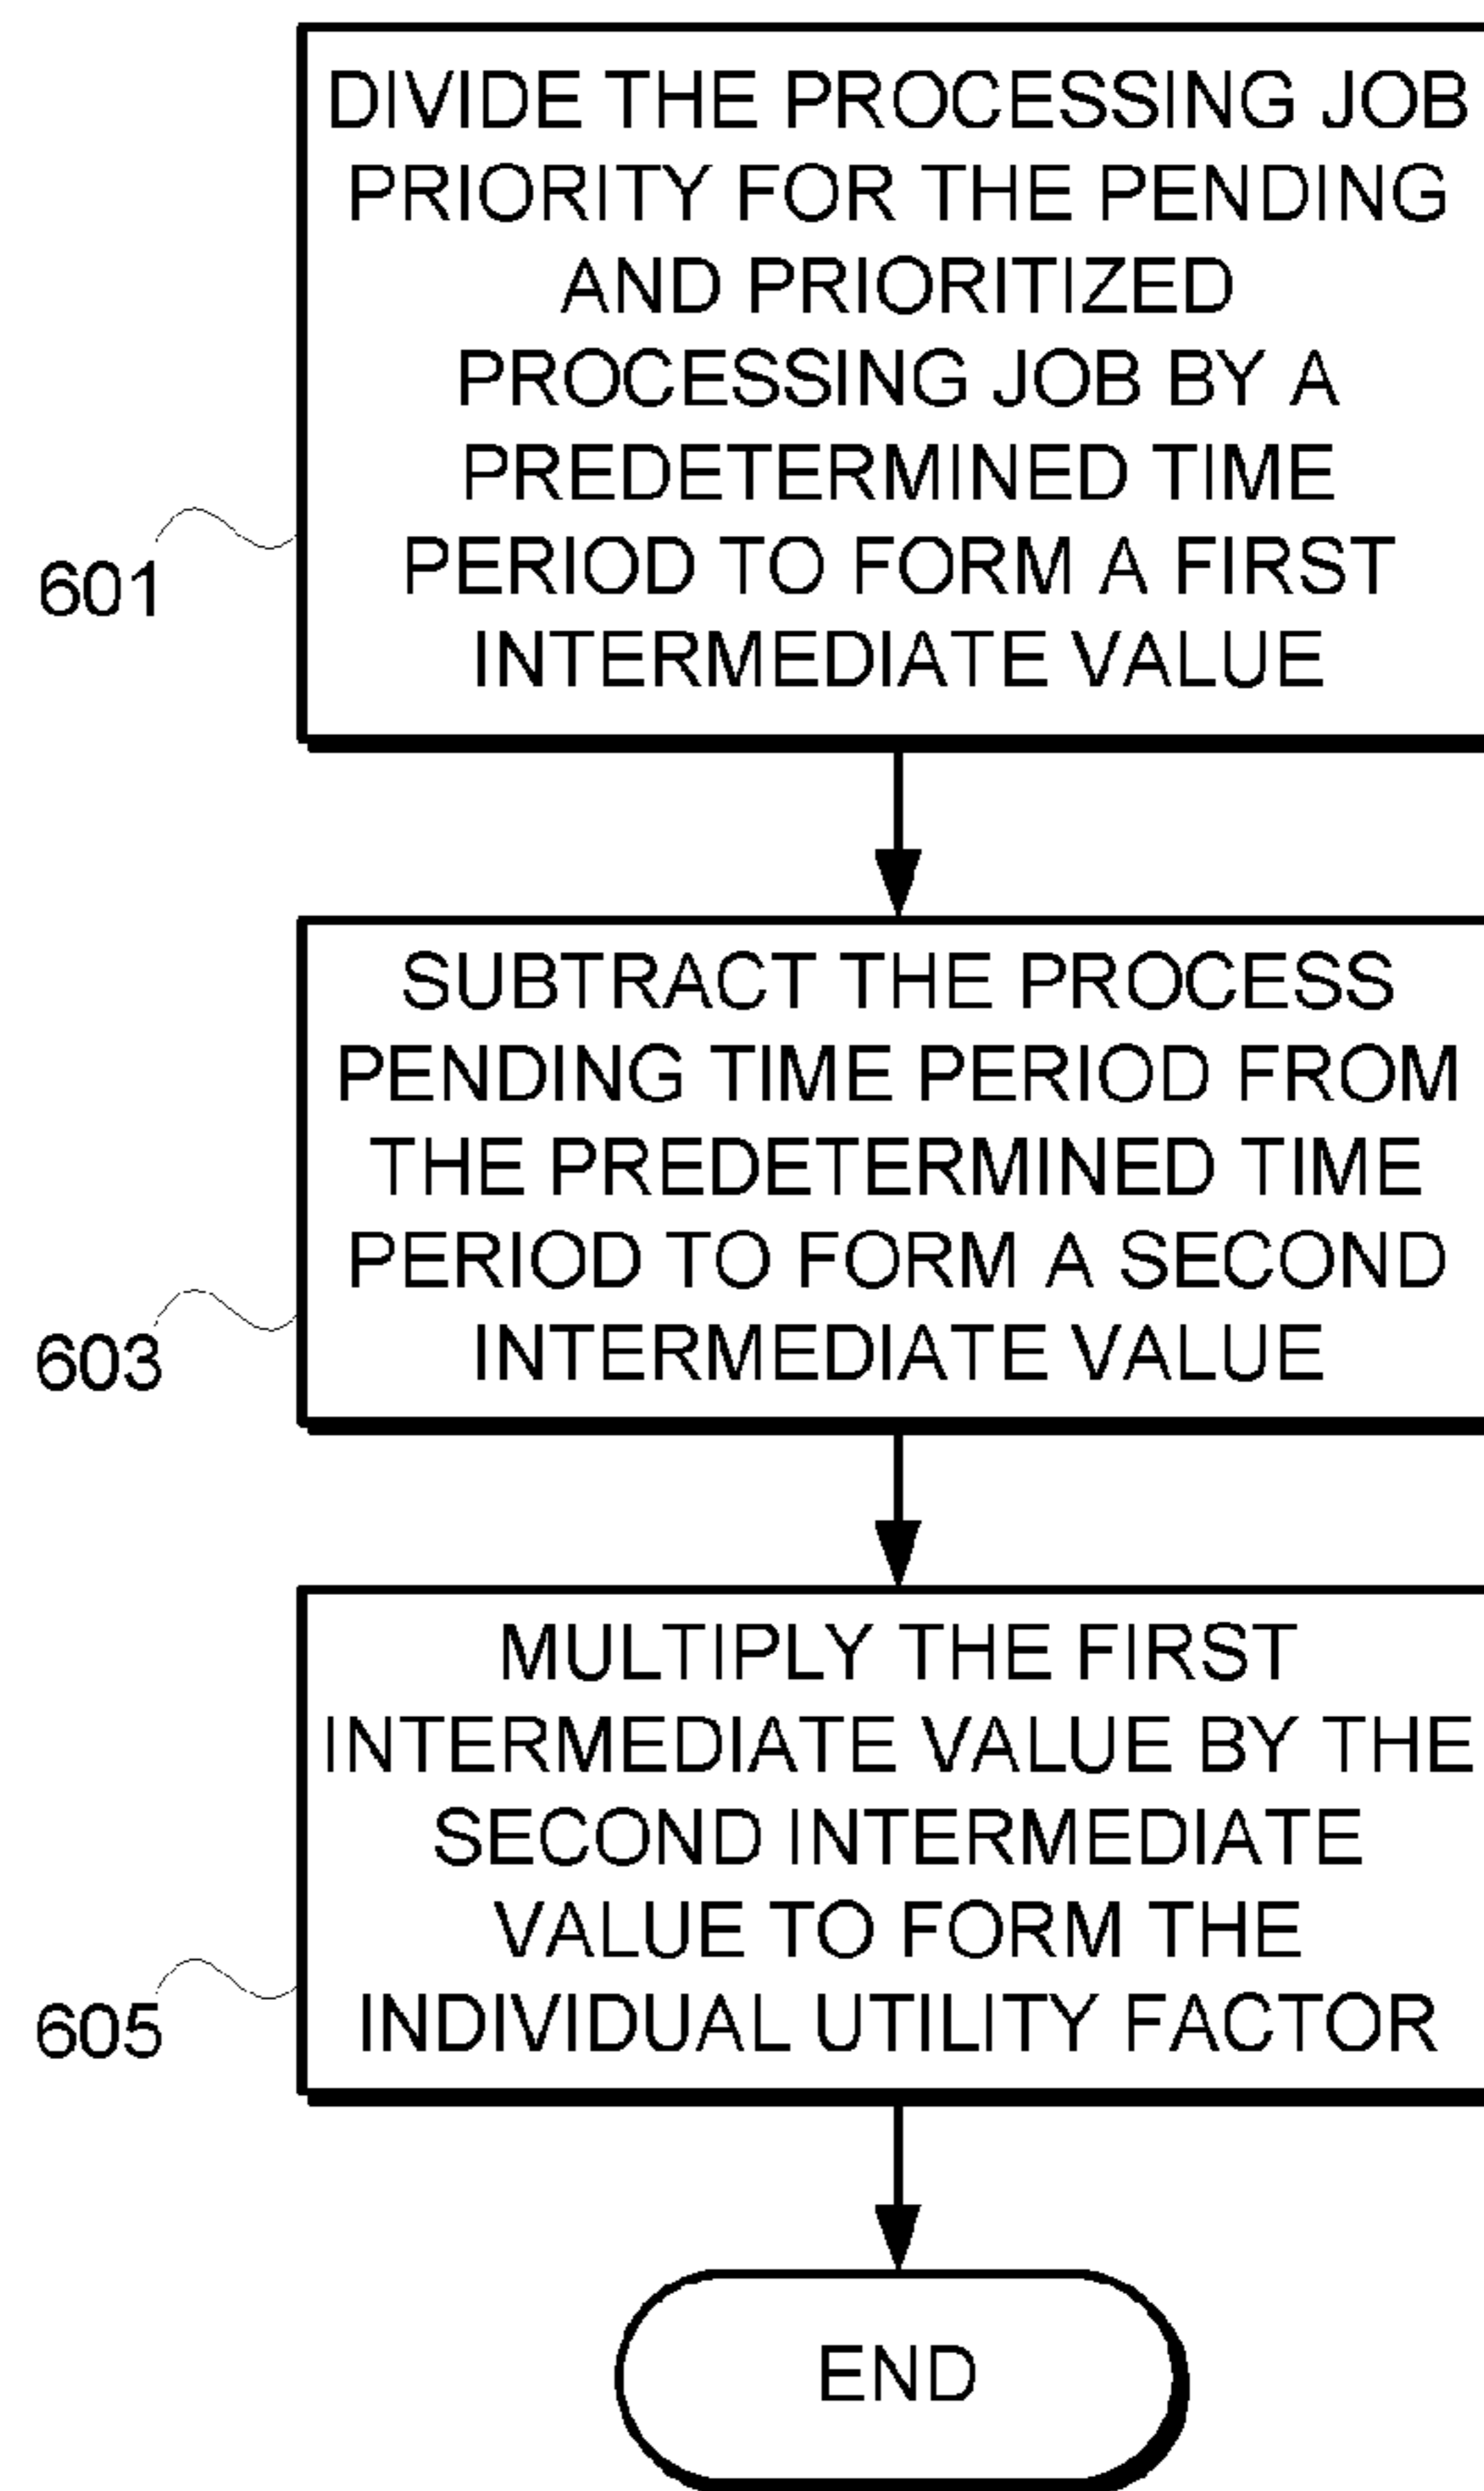 DIVIDE THE PROCESSING JOB
PRIORITY FOR THE PENDING
AND PRIORITIZED
PROCESSING JOB BY A
PREDETERMINED TIME
PERIOD TO FORM A FIRST
INTERMEDIATE VALUE
601
SUBTRACT THE PROCESS
PENDING TIME PERIOD FROM
THE PREDETERMINED TIME
PERIOD TO FORM A SECOND
INTERMEDIATE VALUE
603
MULTIPLY THE FIRST
INTERMEDIATE VALUE BY THE
SECOND INTERMEDIATE
VALUE TO FORM THE
INDIVIDUAL UTILITY FACTOR
605
END